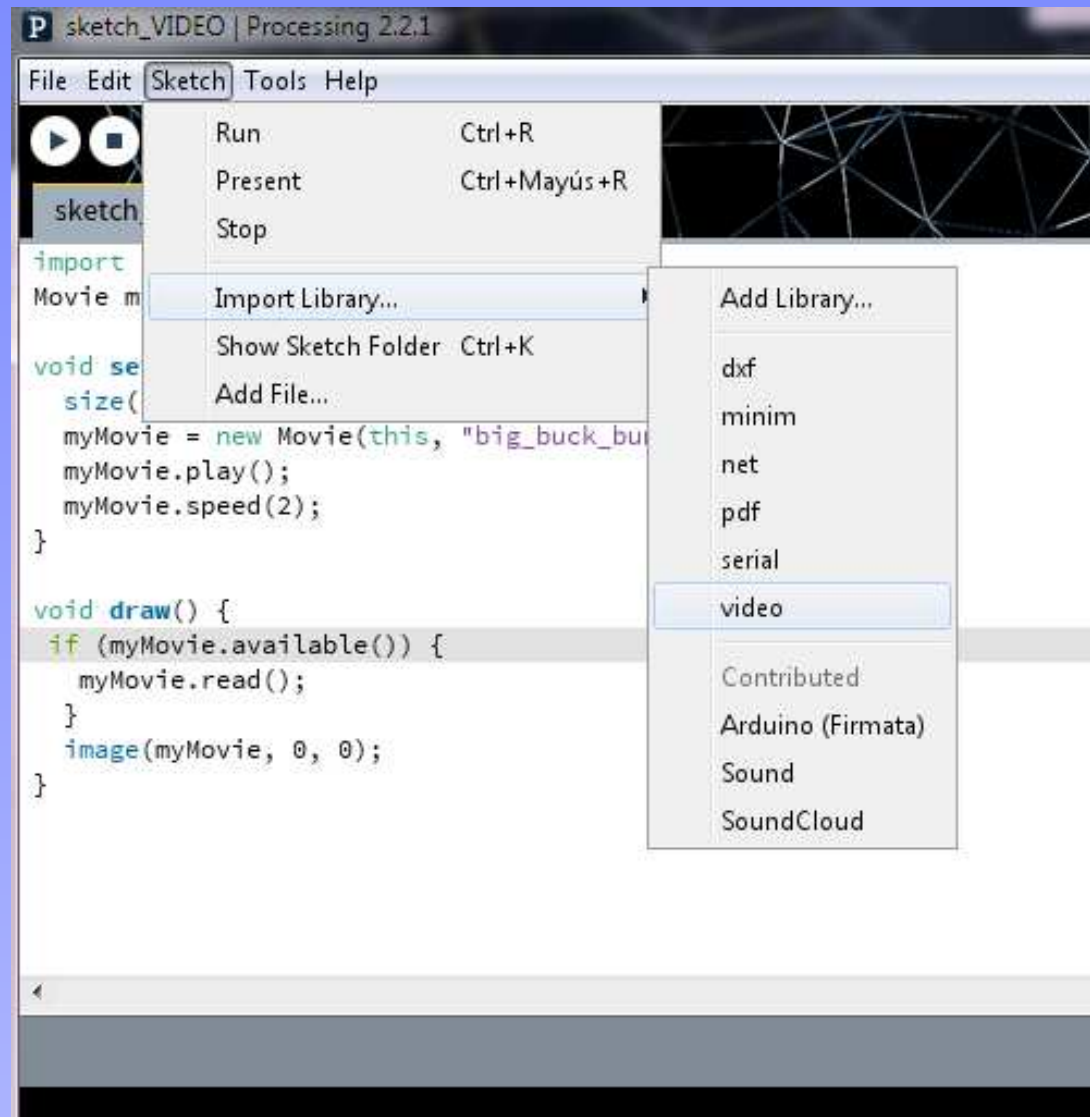 P sketch_VIDEO | Processing 2.2.1
File Edit Sketch Tools Help
Run Ctrl+R
Present Ctrl+Mayús+R
Stop
Import Library...
Show Sketch Folder Ctrl+K
Add File...
Add Library...
dxf
minim
net
pdf
serial
video
Contributed
Arduino (Firmata)
Sound
SoundCloud
sketch_
import
Movie m
void se
size(
myMovie = new Movie(this, "big_buck_bu
myMovie.play();
myMovie.speed(2);
}
void draw() {
if (myMovie.available()) {
myMovie.read();
}
image(myMovie, 0, 0);
}